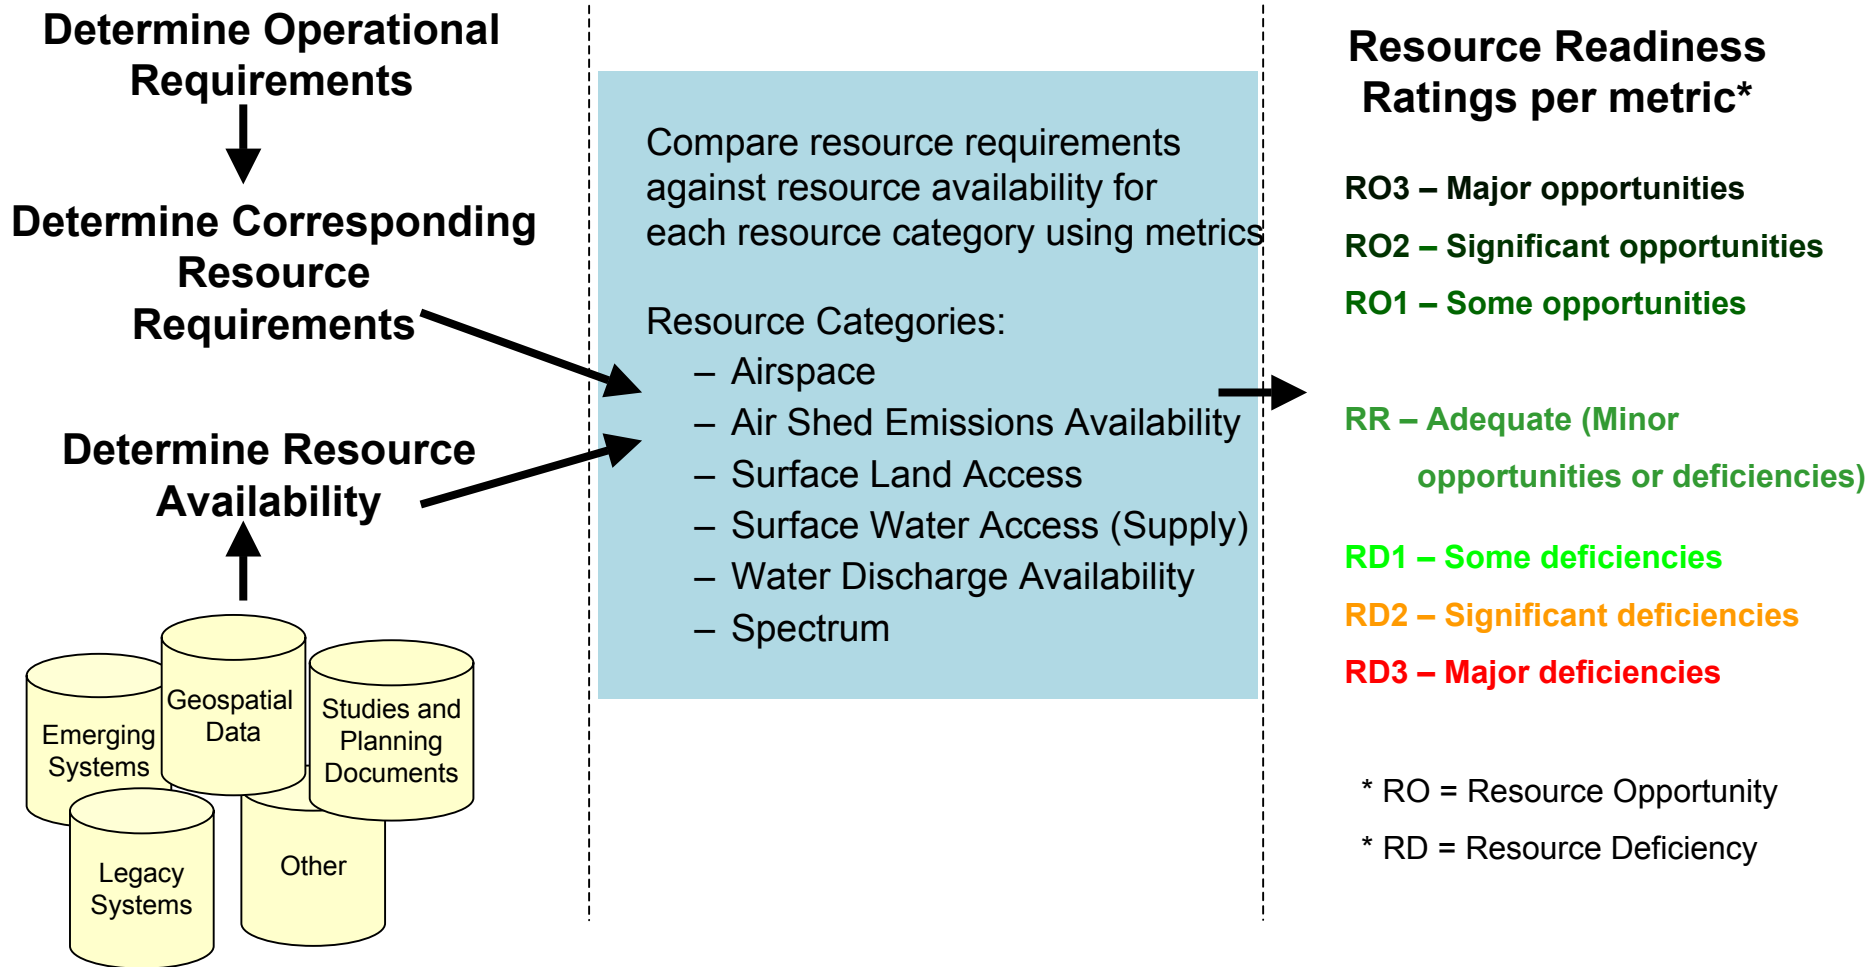 Determine Operational
Requirements
Determine Corresponding
Resource
Requirements
Determine Resource
Availability
Emerging
Systems
Geospatial
Data
Studies and
Planning
Documents
Legacy
Systems
Other
Compare resource requirements
against resource availability for
each resource category using metrics
Resource Categories:
– Airspace
– Air Shed Emissions Availability
– Surface Land Access
– Surface Water Access (Supply)
– Water Discharge Availability
– Spectrum
Resource Readiness
Ratings per metric*
RO3 – Major opportunities
RO2 – Significant opportunities
RO1 – Some opportunities
RR – Adequate (Minor
opportunities or deficiencies)
RD1 – Some deficiencies
RD2 – Significant deficiencies
RD3 – Major deficiencies
* RO = Resource Opportunity
* RD = Resource Deficiency